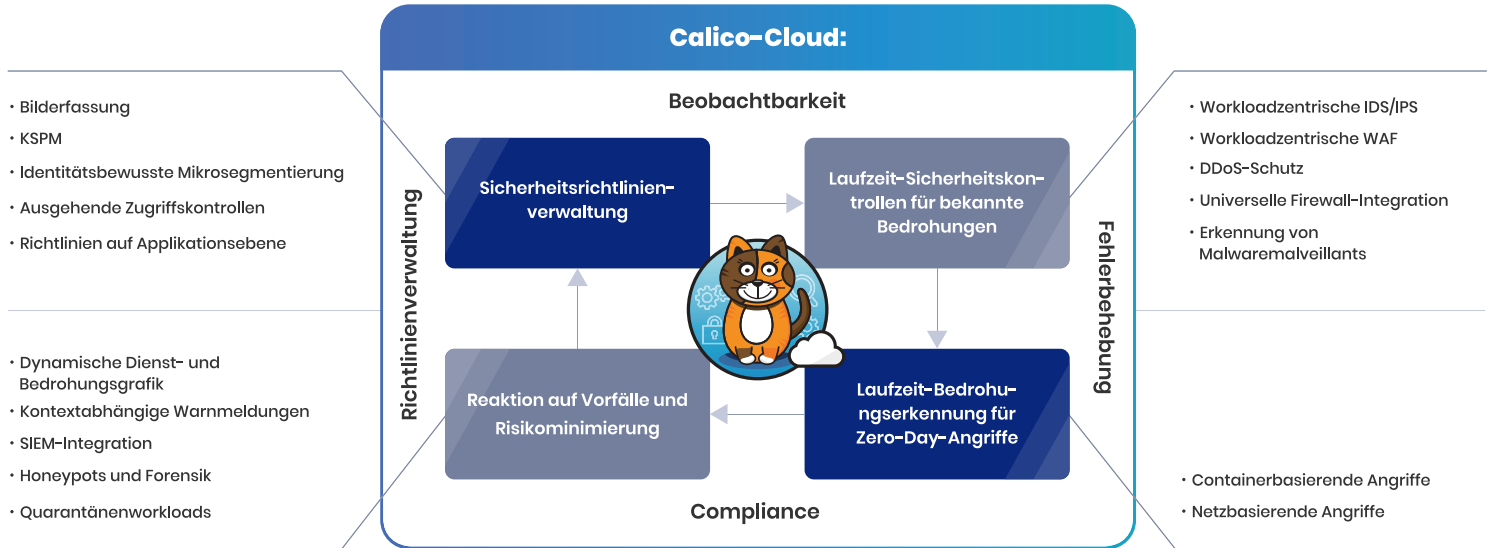 Calico-Cloud:
Beobachtbarkeit
· Bilderfassung
· KSPM
· Identitätsbewusste Mikrosegmentierung
· Ausgehende Zugriffskontrollen
· Richtlinien auf Applikationsebene
Richtlinienverwaltung
Sicherheitsrichtlinien-
verwaltung
Laufzeit-Sicherheitskon-
trollen für bekannte
Bedrohungen
Fehlerbehebung
· Workloadzentrische IDS/IPS
· Workloadzentrische WAF
· DDoS-Schutz
· Universelle Firewall-Integration
· Erkennung von
Malwaremalveillants
· Dynamische Dienst- und
Bedrohungsgrafik
· Kontextabhängige Warnmeldungen
· SIEM-Integration
· Honeypots und Forensik
· Quarantänenworkloads
Reaktion auf Vorfälle und
Risikominimierung
Laufzeit-Bedrohu-
ngserkennung für
Zero-Day-Angriffe
· Containerbasierende Angriffe
· Netzbasierende Angriffe
Compliance